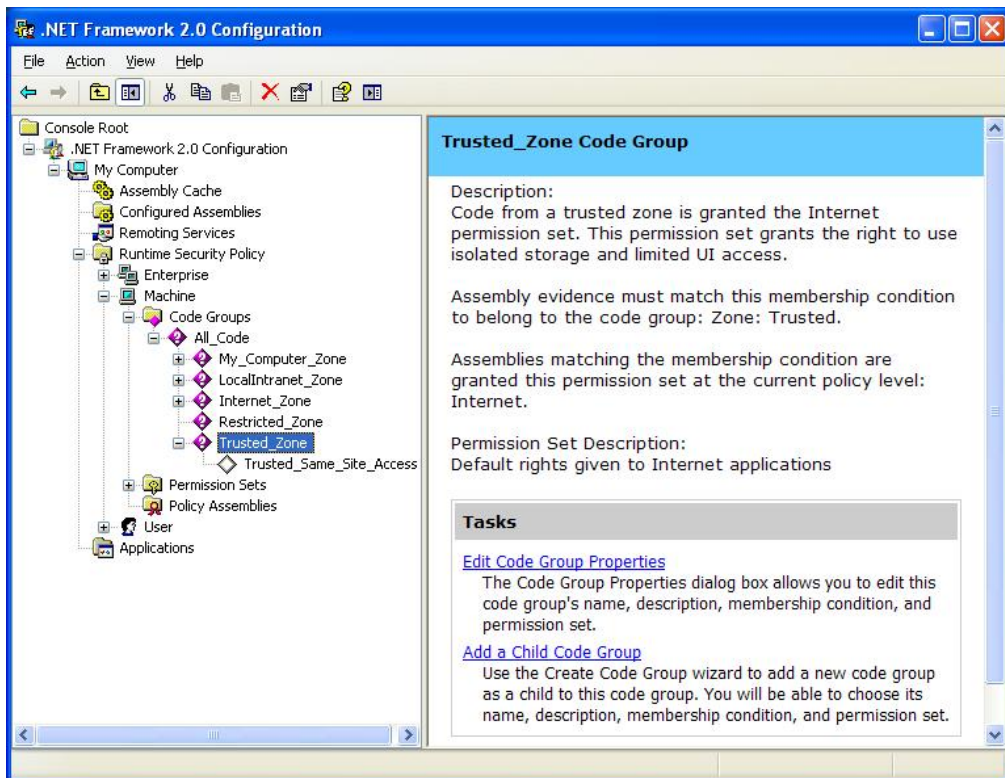 .NET Framework 2.0 Configuration
File Action View Help
Console Root
.NET Framework 2.0 Configuration
My Computer
Assembly Cache
Configured Assemblies
Remoting Services
Runtime Security Policy
Enterprise
Machine
Code Groups
All_Code
My_Computer_Zone
LocalIntranet_Zone
Internet_Zone
Restricted_Zone
Trusted_Zone
Trusted_Same_Site_Access
Permission Sets
Policy Assemblies
User
Applications
Trusted_Zone Code Group
Description:
Code from a trusted zone is granted the Internet
permission set. This permission set grants the right to use
isolated storage and limited UI access.
Assembly evidence must match this membership condition
to belong to the code group: Zone: Trusted.
Assemblies matching the membership condition are
granted this permission set at the current policy level:
Internet.
Permission Set Description:
Default rights given to Internet applications
Tasks
Edit Code Group Properties
The Code Group Properties dialog box allows you to edit this
code group's name, description, membership condition, and
permission set.
Add a Child Code Group
Use the Create Code Group wizard to add a new code group
as a child to this code group. You will be able to choose its
name, description, membership condition, and permission set.